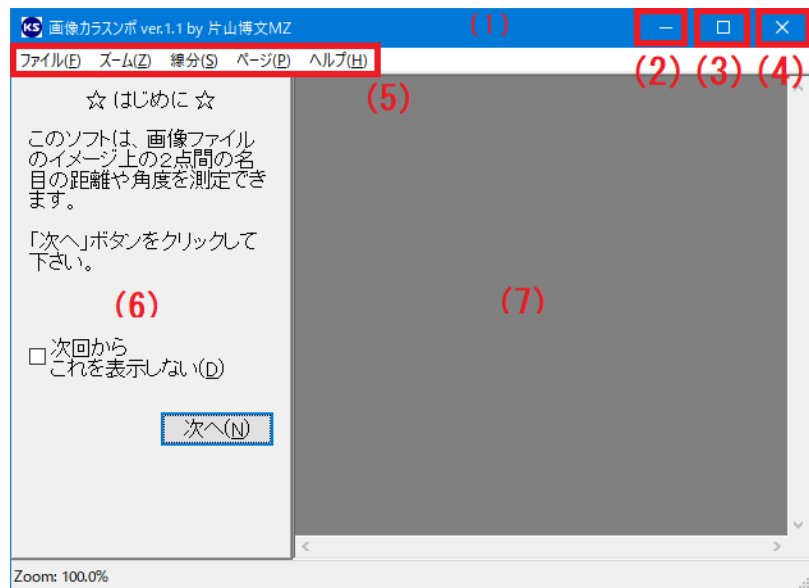 KS 画像カラスンポ ver.1.1 by 片山博文MZ (1)
ファイル(F) ズーム(Z) 線分(S) ページ(P) ヘルプ(H)
(2) (3) (4)
(5)
☆ はじめに ☆
このソフトは、画像ファイル
のイメージ上の2点間の名
目の距離や角度を測定でき
ます。
「次へ」ボタンをクリックして
下さい。
(6)
(7)
次回から
これを表示しない(D)
次へ(N)
Zoom: 100.0%